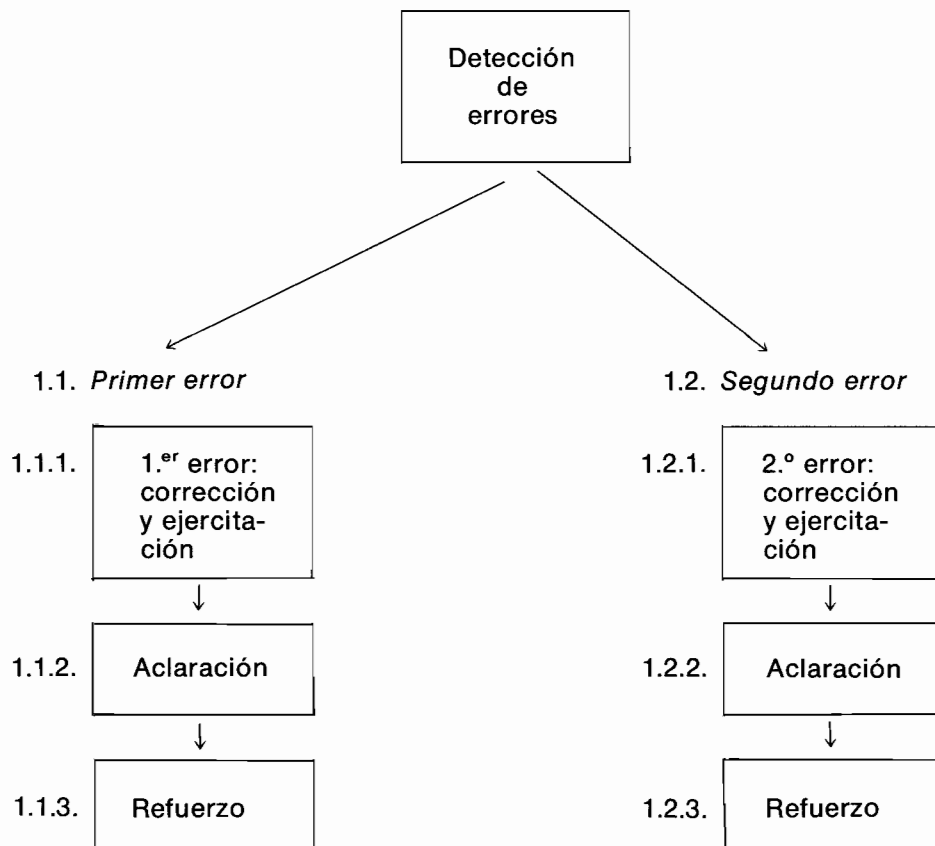 Detección
de
errores
1.1. Primer error
1.1.1. 1.er error:
corrección
y ejercita-
ción
1.1.2. Aclaración
1.1.3. Refuerzo
1.2. Segundo error
1.2.1. 2.º error:
corrección
y ejercita-
ción
1.2.2. Aclaración
1.2.3. Refuerzo